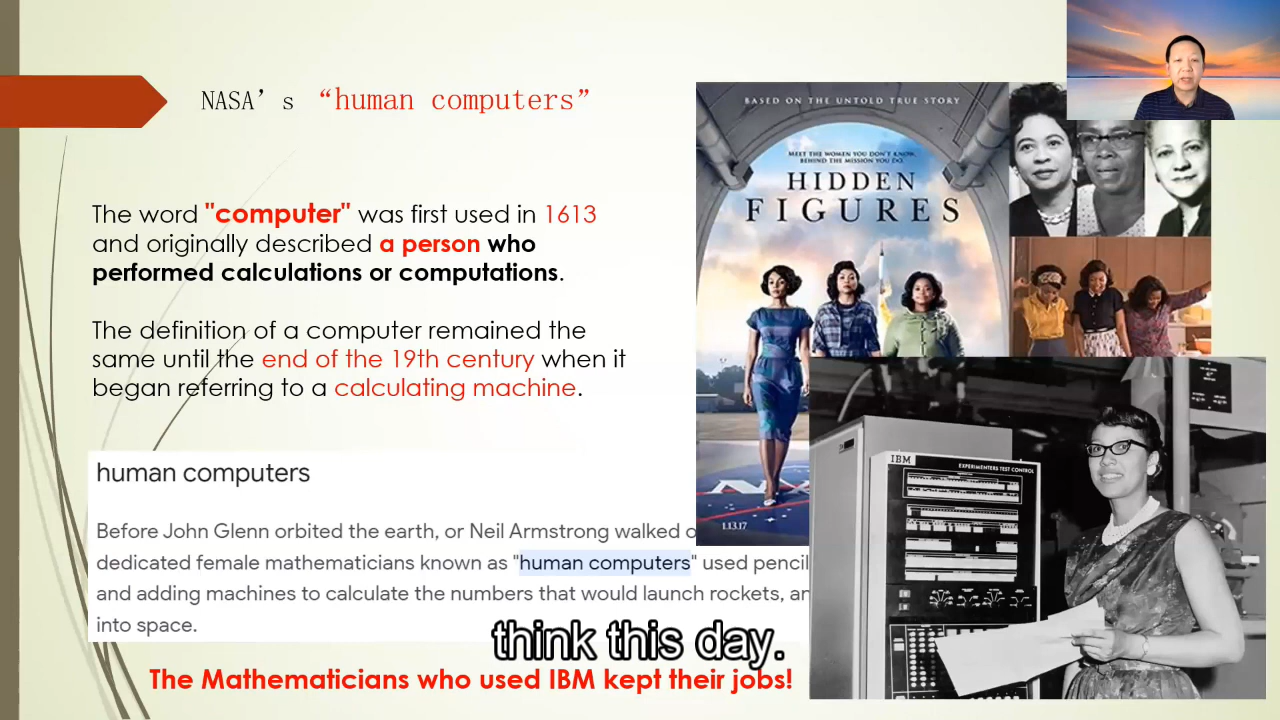 NASA’s “human computers”
The word "computer" was first used in 1613
and originally described a person who
performed calculations or computations.
The definition of a computer remained the
same until the end of the 19th century when it
began referring to a calculating machine.
human computers
Before John Glenn orbited the earth, or Neil Armstrong walked o
dedicated female mathematicians known as "human computers" used pencil
and adding machines to calculate the numbers that would launch rockets, an
into space.
think this day.
The Mathematicians who used IBM kept their jobs!
BASED ON THE UNTOLD TRUE STORY
MEET THE WOMEN YOU DON'T KNOW,
BEHIND THE MISSION YOU DO.
HIDDEN
FIGURES
1.13.17
IBM
EXPERIMENTERS TEST CONTROL